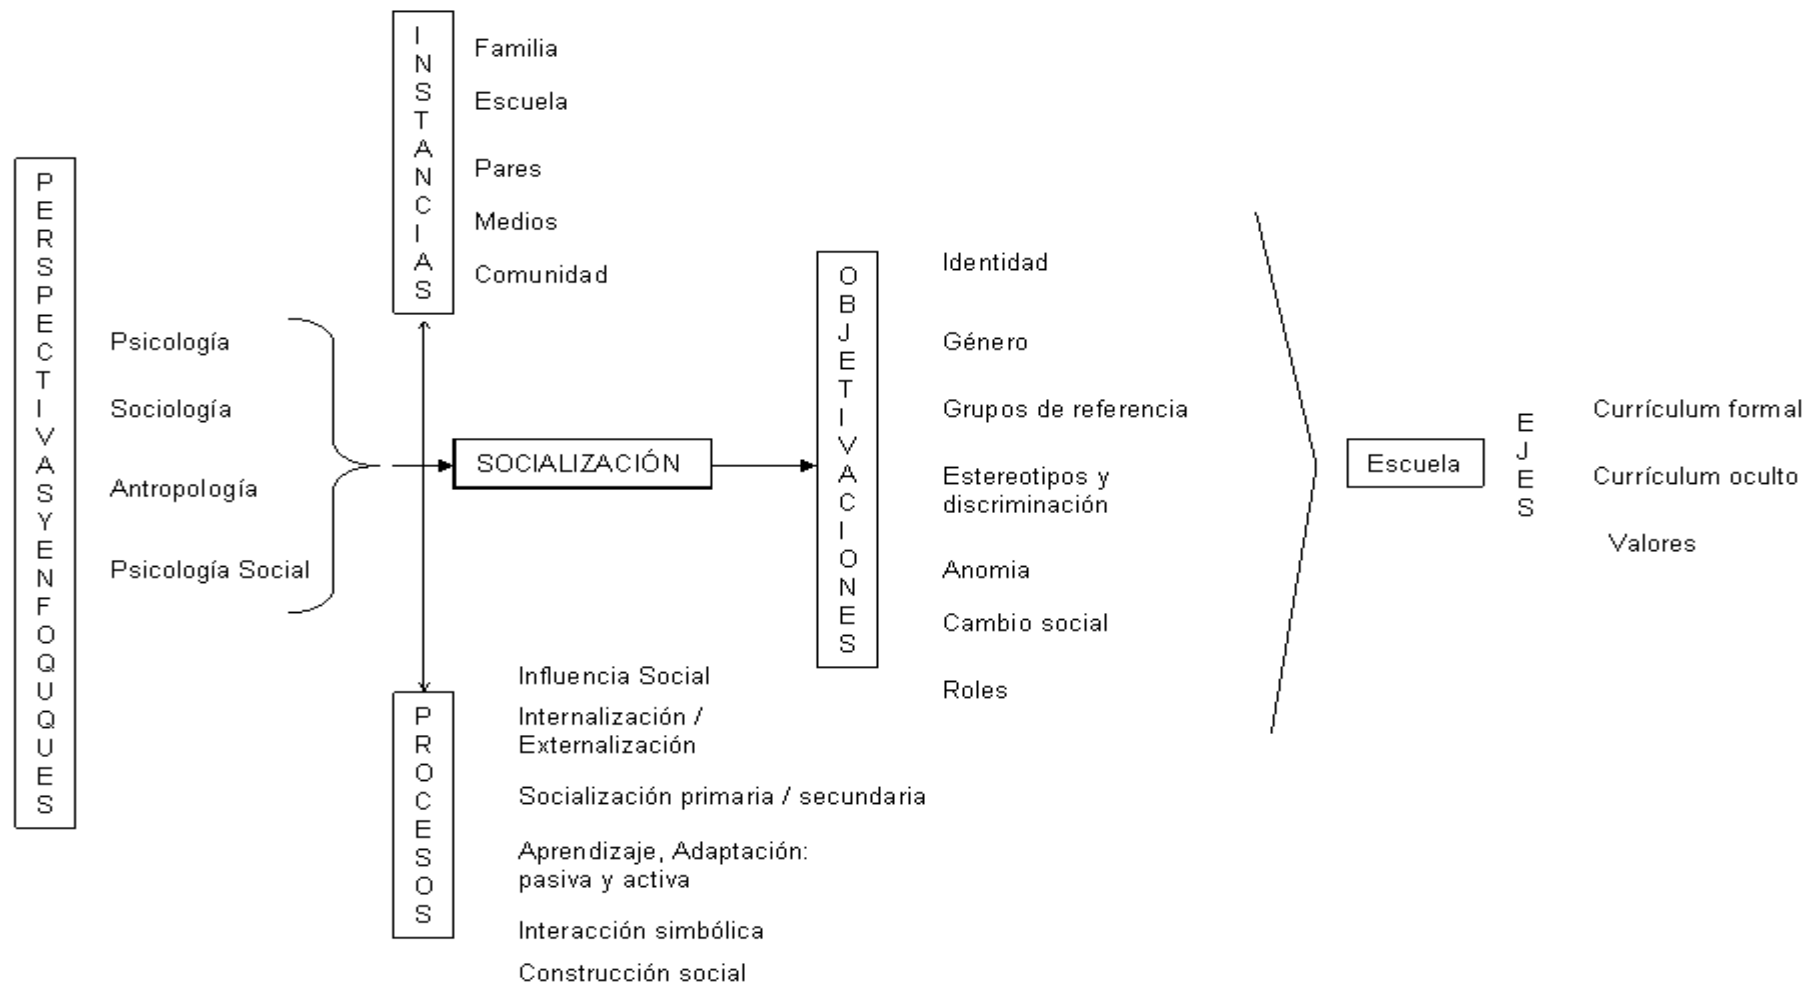 PERSPECTIVASYENFOQUQUES
Psicología
Sociología
Antropología
Psicología Social
INSTANCIAS
Familia
Escuela
Pares
Medios
Comunidad
SOCIALIZACIÓN
PROCESOS
Influencia Social
Internalización /
Externalización
Socialización primaria / secundaria
Aprendizaje, Adaptación:
pasiva y activa
Interacción simbólica
Construcción social
OBJETIVACIONES
Identidad
Género
Grupos de referencia
Estereotipos y
discriminación
Anomia
Cambio social
Roles
Escuela
EJES
Currículum formal
Currículum oculto
Valores